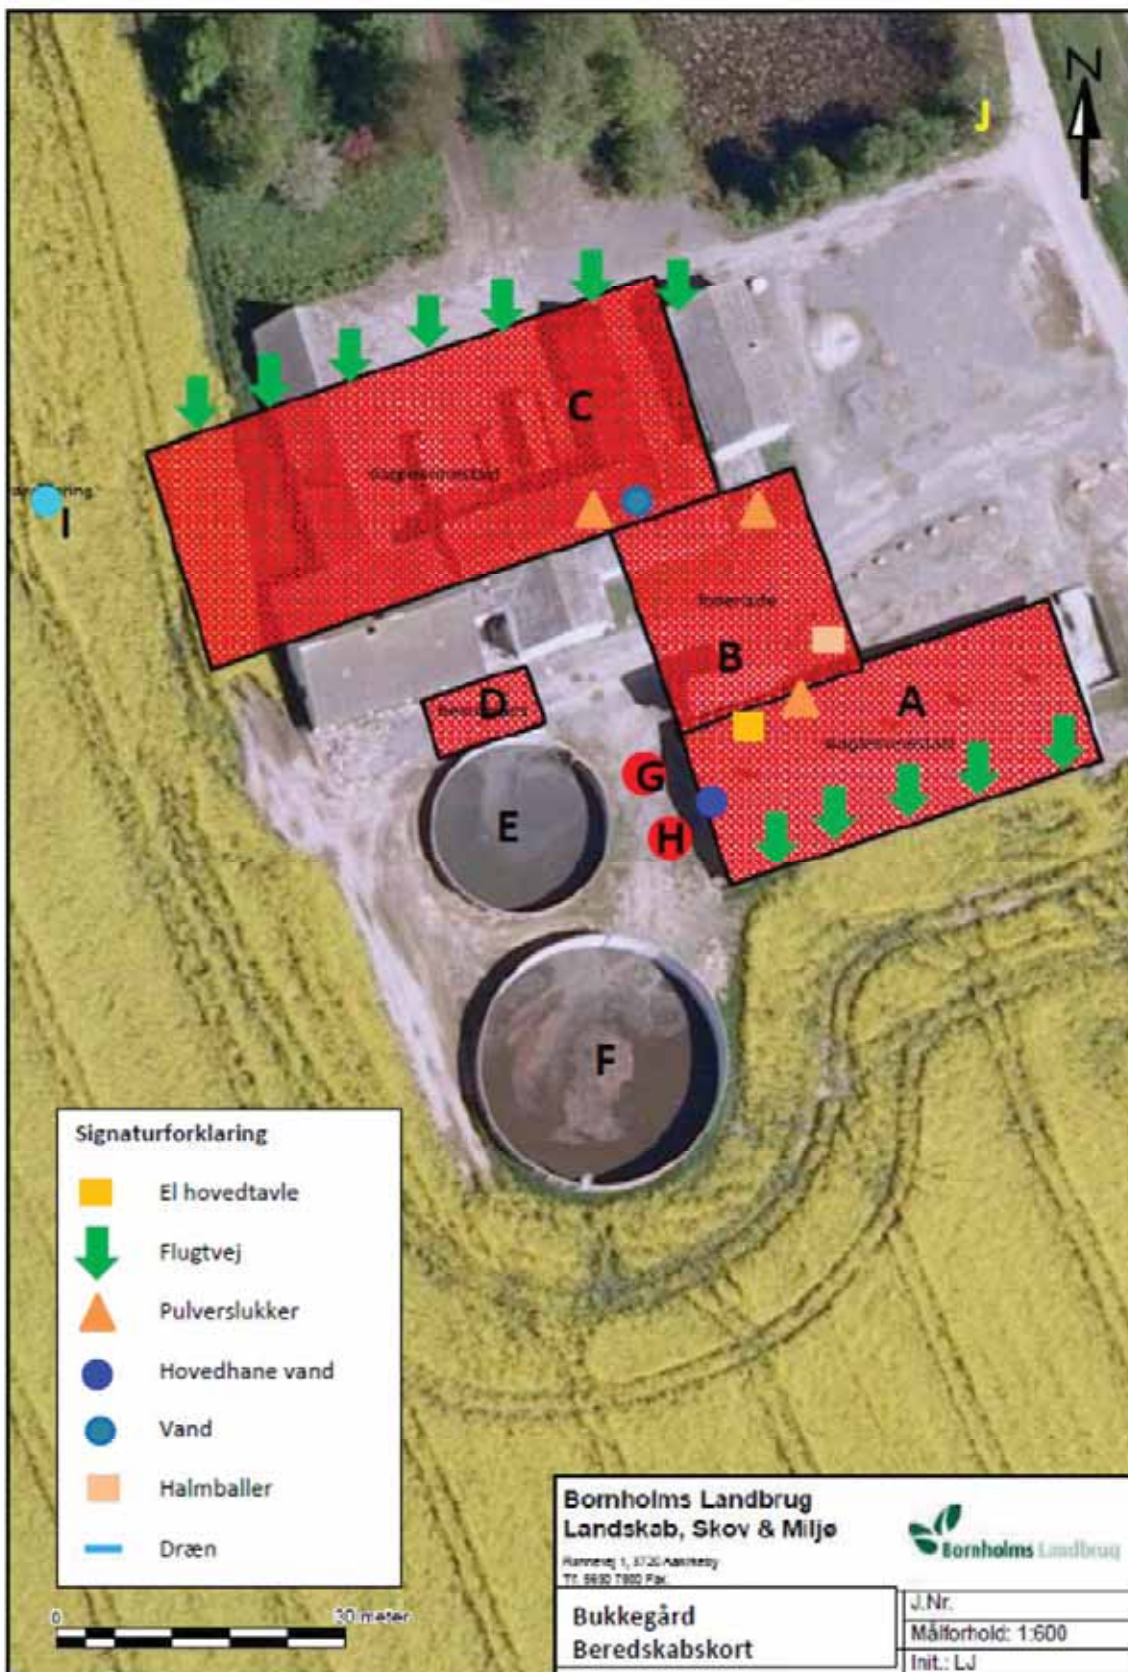 N
J
C
I
B
A
D
G
E
H
F
Signaturforklaring
El hovedtavle
Flugtvej
Pulverslukker
Hovedhane vand
Vand
Halmballer
Dræn
0 30 meter
Bornholms Landbrug
Landskab, Skov & Miljø
Bornholms Landbrug
Bukkegård
Beredskabskort
J.Nr.
Målforhold: 1:600
Init.: LJ